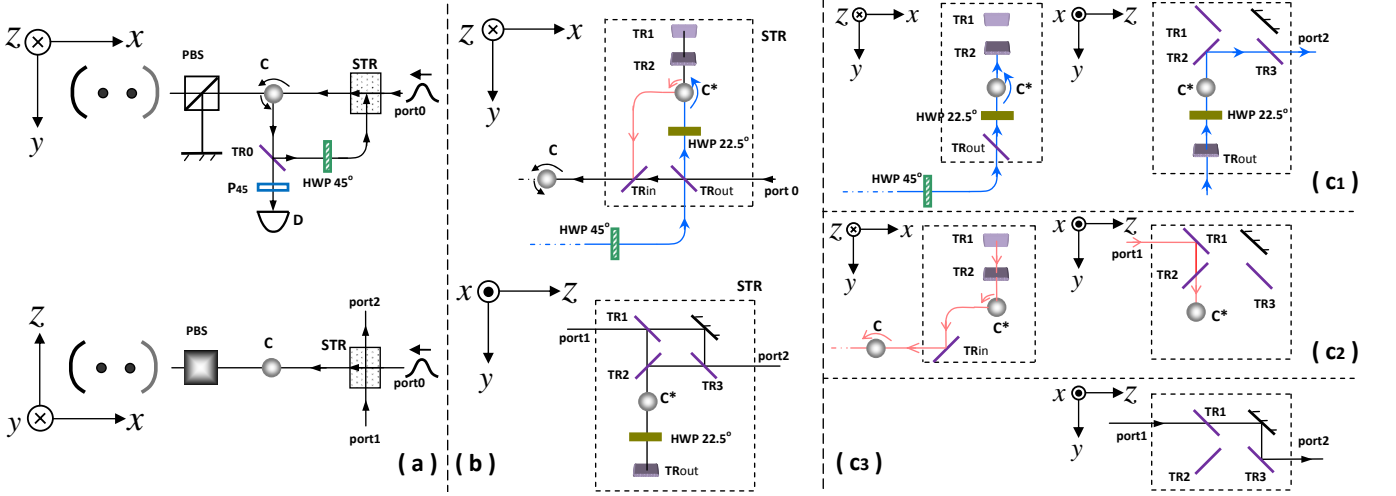 z x y
PBS
C
STR
port0
TR0
P45
HWP 45°
D
z
PBS
C
STR
port2
port0
port1
y x
( a )
z x y
TR1
STR
TR2
C*
HWP 22.5°
C
TRin
TRout
port 0
HWP 45°
x z y
STR
TR1
port1
port2
TR2
TR3
C*
HWP 22.5°
TRout
( b )
z x y
TR1
TR2
C*
HWP 22.5°
TRout
HWP 45°
x z y
TR1
port2
TR2
TR3
C*
HWP 22.5°
TRout
( c1 )
z x y
TR1
TR2
C*
C
TRin
x z y
TR1
port1
TR2
TR3
C*
( c2 )
x z y
TR1
port1
port2
TR2
TR3
( c3 )